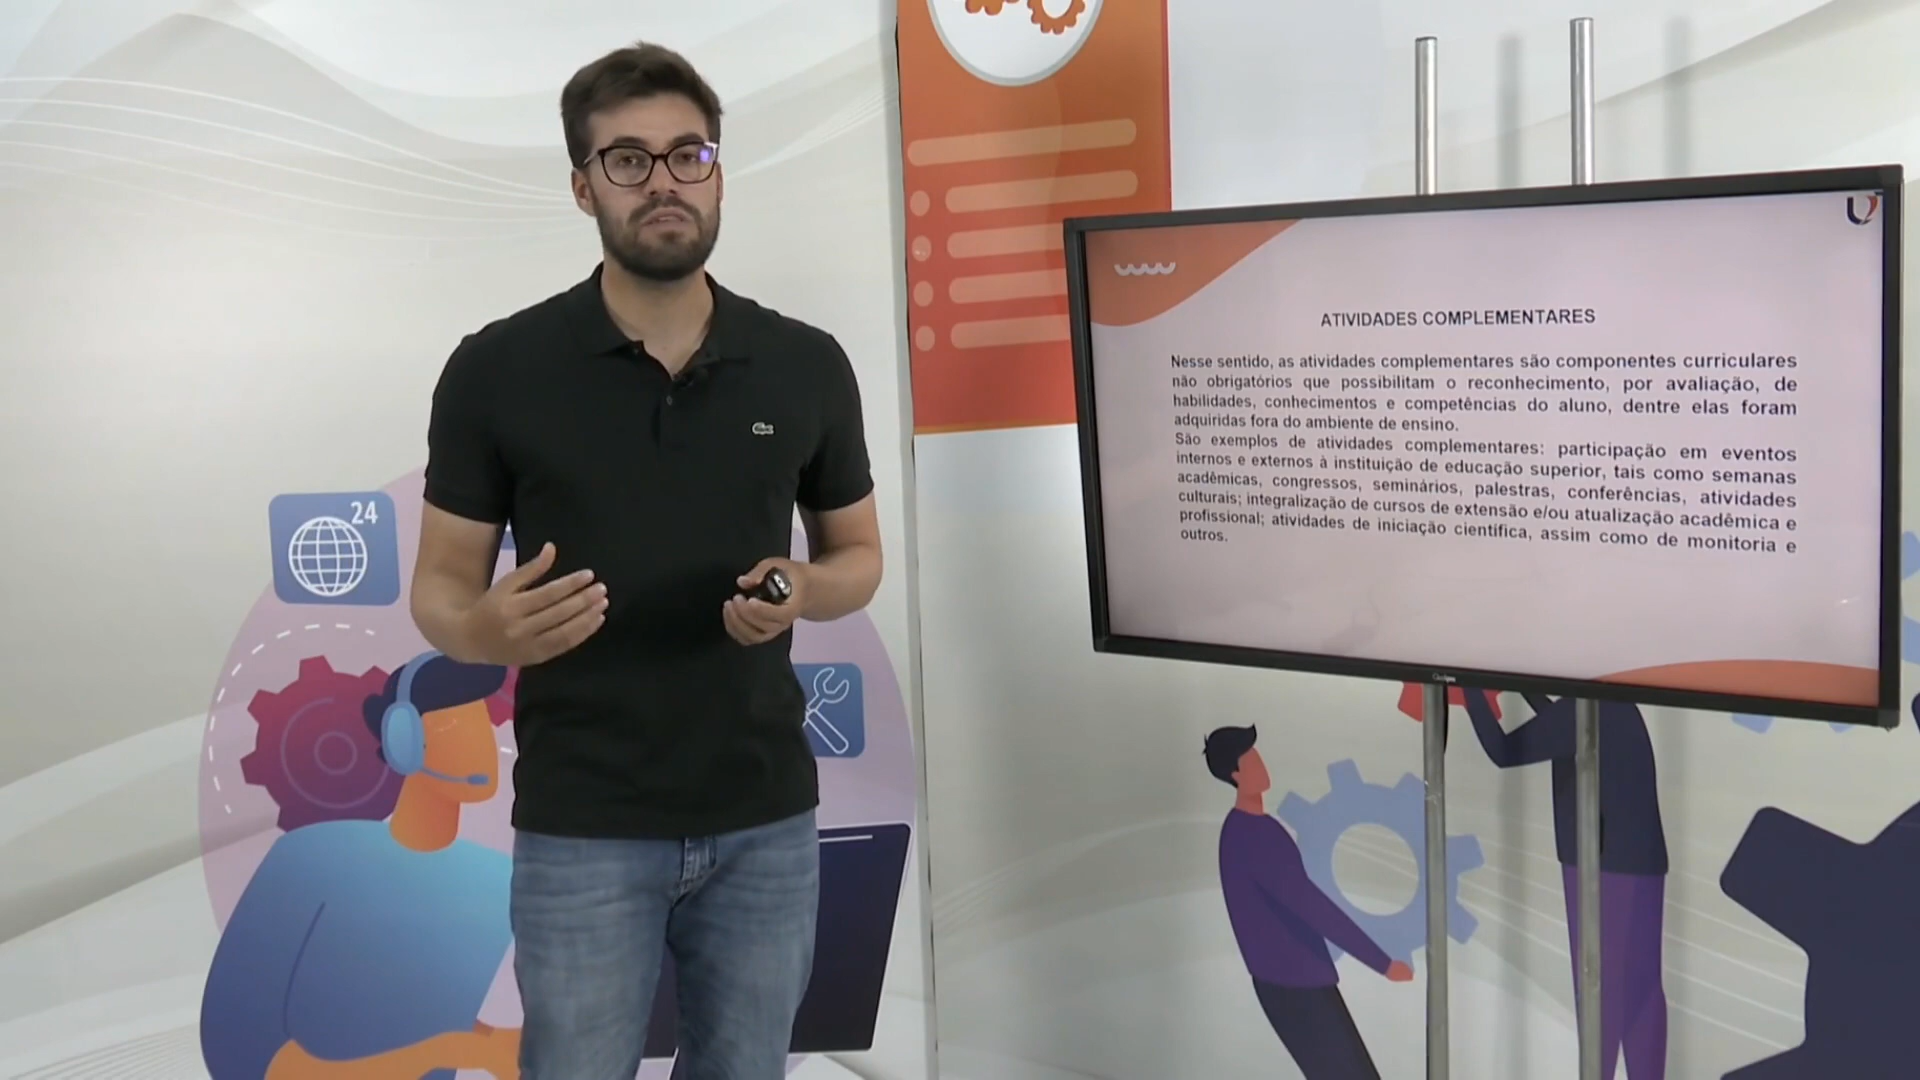 24
ATIVIDADES COMPLEMENTARES
Nesse sentido, as atividades complementares são componentes curriculares
não obrigatórios que possibilitam o reconhecimento, por avaliação, de
habilidades, conhecimentos e competências do aluno, dentre elas foram
adquiridas fora do ambiente de ensino.
São exemplos de atividades complementares: participação em eventos
internos e externos à instituição de educação superior, tais como semanas
acadêmicas, congressos, seminários, palestras, conferências, atividades
culturais; integralização de cursos de extensão e/ou atualização acadêmica e
profissional; atividades de iniciação científica, assim como de monitoria e
outros.